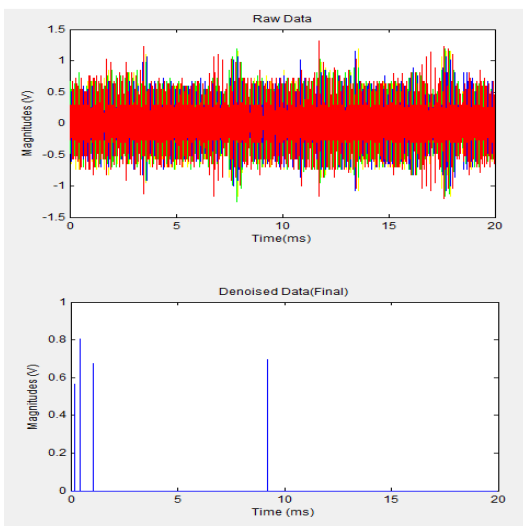 Raw Data
Magnitudes (V)
1.5
1
0.5
0
-0.5
-1
-1.5
0 5 10 15 20
Time(ms)
Denoised Data(Final)
Magnitudes (V)
1
0.8
0.6
0.4
0.2
0
0 5 10 15 20
Time (ms)